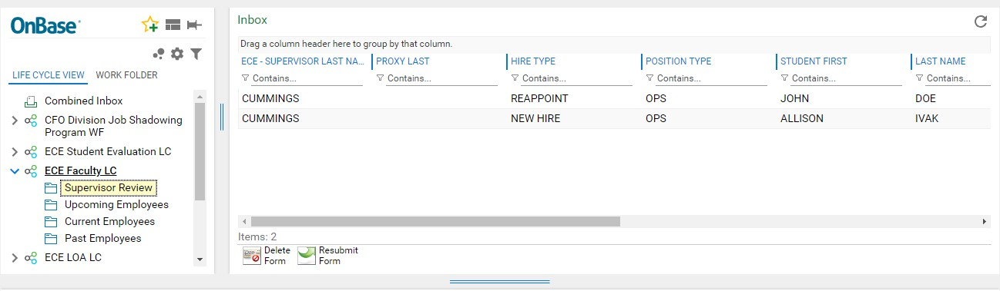 OnBase
LIFE CYCLE VIEW WORK FOLDER
Combined Inbox
CFO Division Job Shadowing
Program WF
ECE Student Evaluation LC
ECE Faculty LC
Supervisor Review
Upcoming Employees
Current Employees
Past Employees
ECE LOA LC
Inbox
Drag a column header here to group by that column.
ECE - SUPERVISOR LAST NA... PROXY LAST HIRE TYPE POSITION TYPE STUDENT FIRST LAST NAME
Contains... Contains... Contains... Contains... Contains... Contains...
CUMMINGS REAPPOINT OPS JOHN DOE
CUMMINGS NEW HIRE OPS ALLISON IVAK
Items: 2
Delete Form Resubmit Form